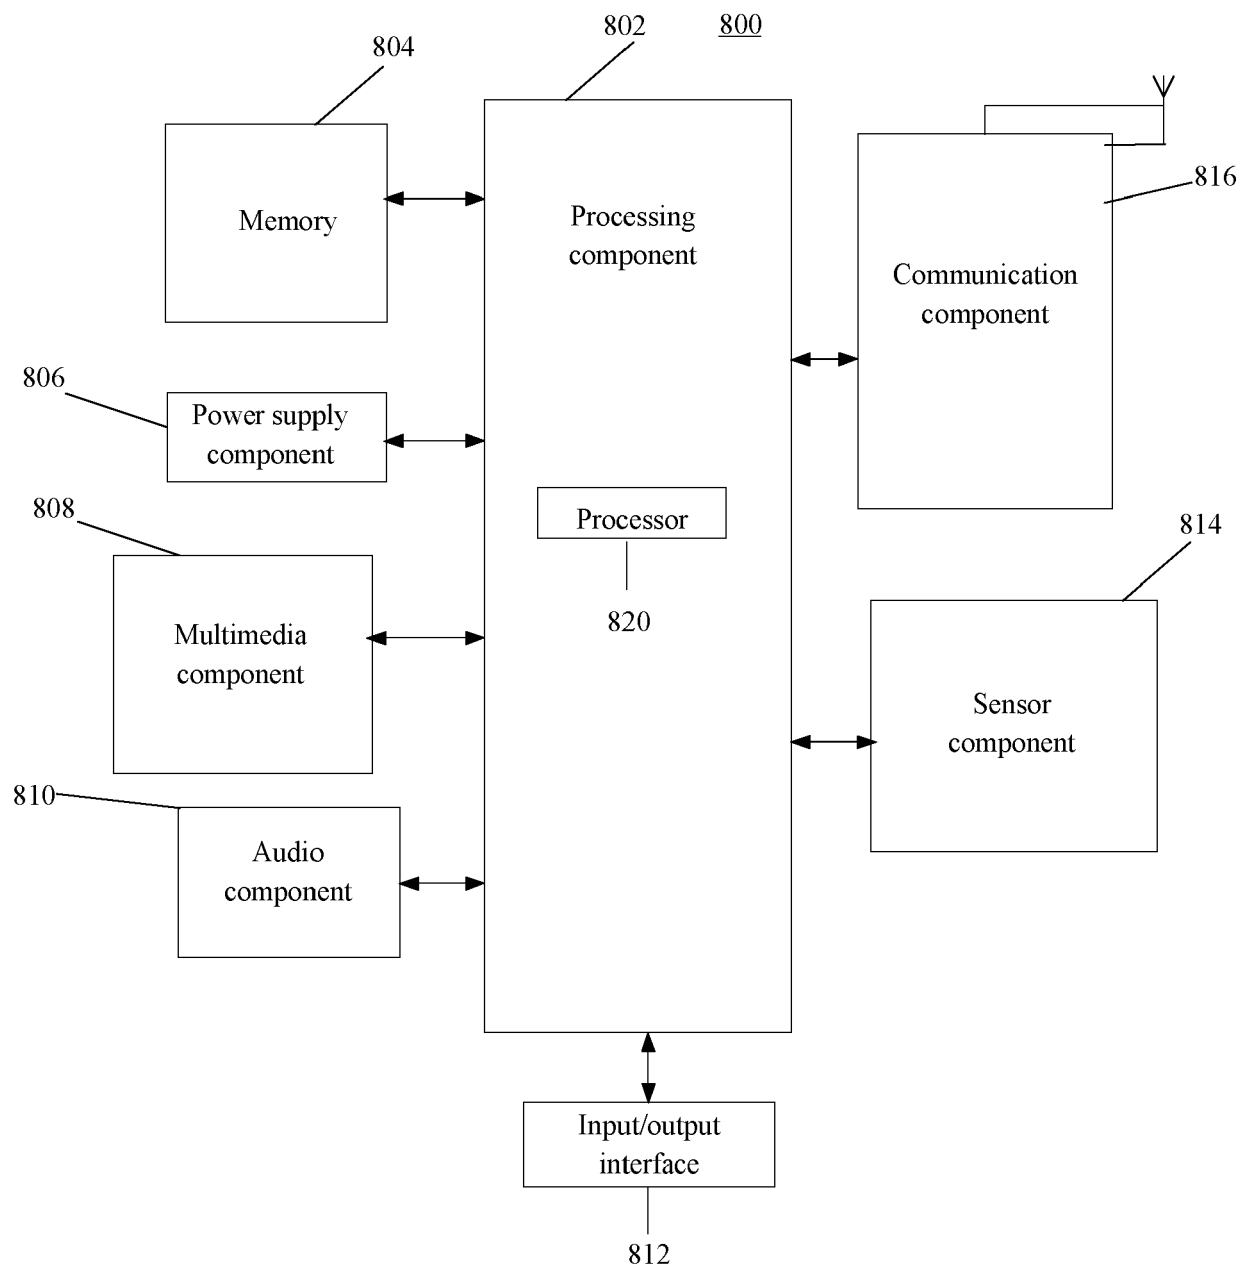 802
800
804
816
Memory
Processing
component
Communication
component
806
Power supply
component
808
Processor
814
820
Multimedia
component
Sensor
component
810
Audio
component
Input/output
interface
812